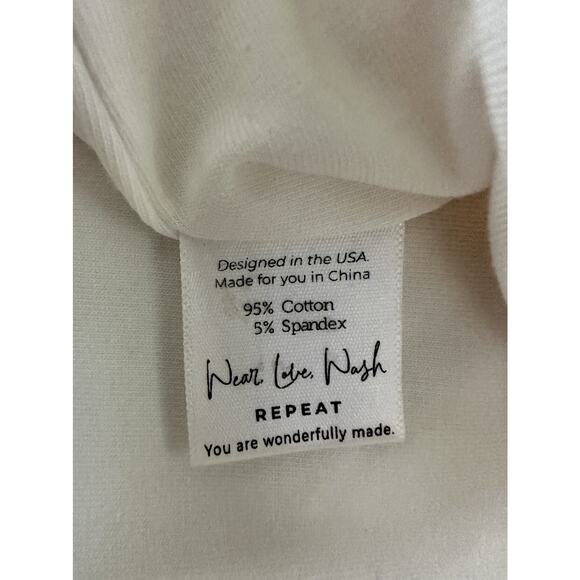 Designed in the USA.
Made for you in China
95% Cotton
5% Spandex
Wear, Love, Wash
REPEAT
You are wonderfully made.